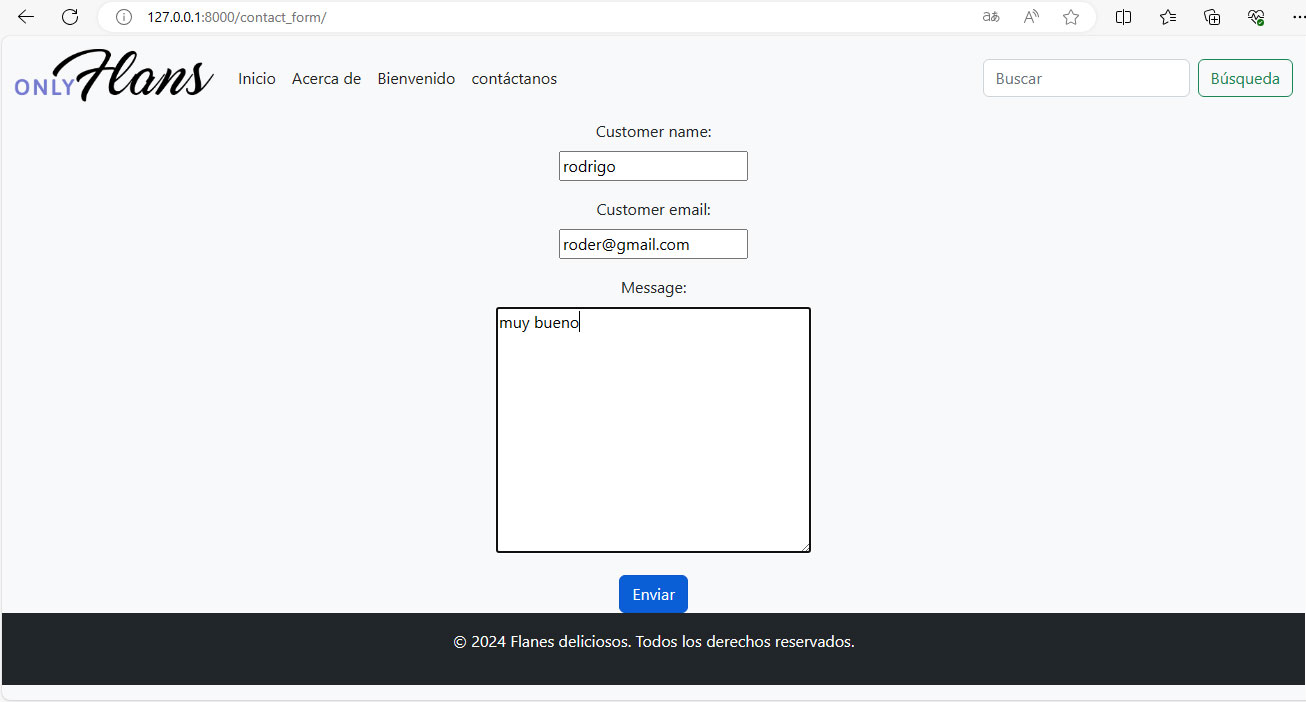 127.0.0.1:8000/contact_form/
ONLY Flans Inicio Acerca de Bienvenido contáctanos Buscar Búsqueda
Customer name:
rodrigo
Customer email:
roder@gmail.com
Message:
muy bueno
Enviar
© 2024 Flanes deliciosos. Todos los derechos reservados.